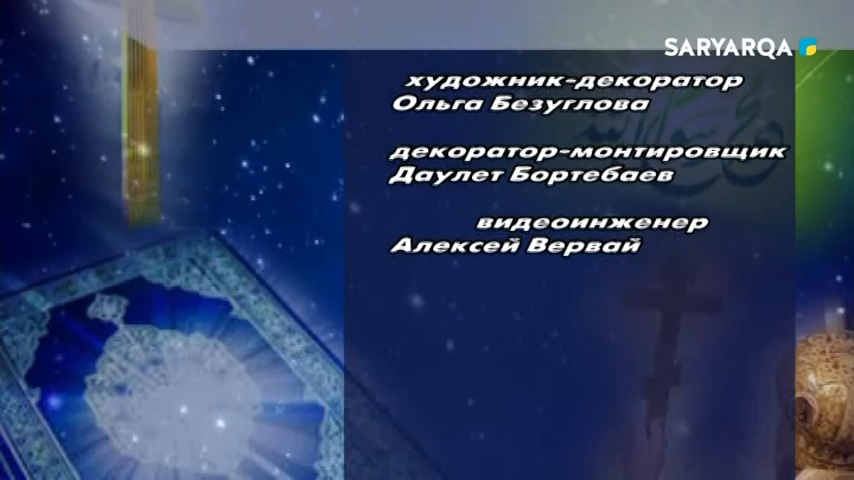 SARYARQA
художник-декоратор
Ольга Безуглова
декоратор-монтировщик
Даулет Бортебаев
видеоинженер
Алексей Вервай